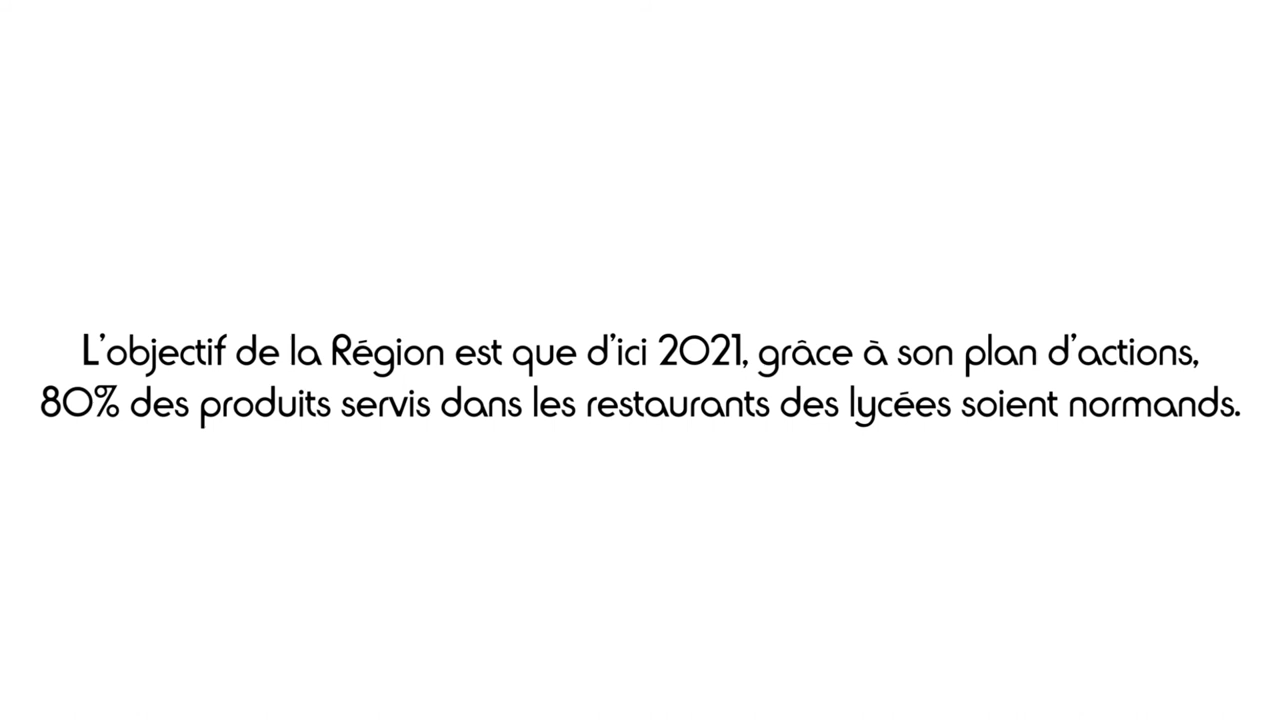 L’objectif de la Région est que d’ici 2021, grâce à son plan d’actions,
80% des produits servis dans les restaurants des lycées soient normands.